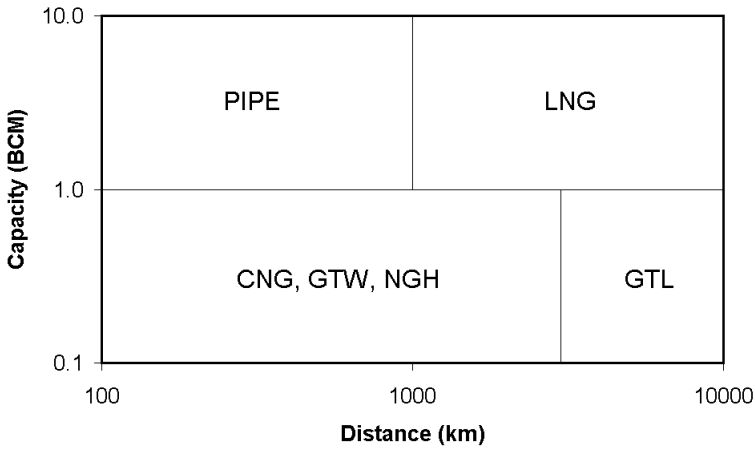 10.0
PIPE
LNG
Capacity (BCM)
1.0
CNG, GTW, NGH
GTL
0.1
100
1000
10000
Distance (km)